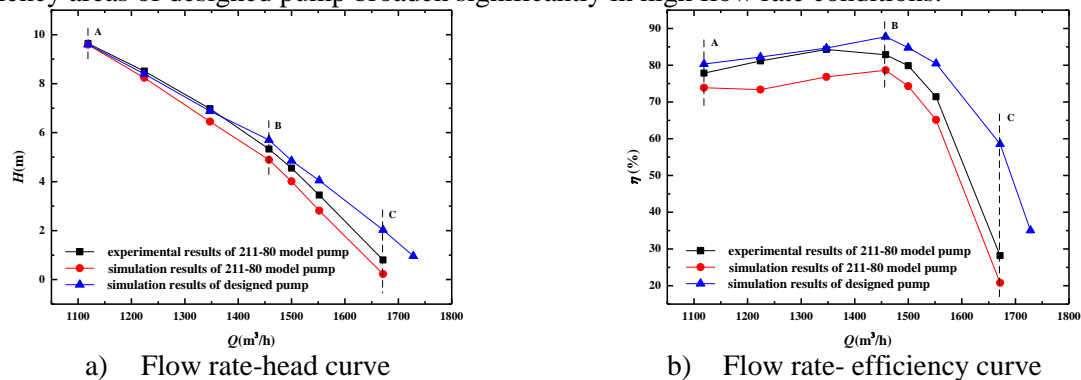 iency areas of designed pump broaden significantly in high flow rate conditions.
10
8
6
4
2
0
H(m)
A
B
C
experimental results of 211-80 model pump
simulation results of 211-80 model pump
simulation results of designed pump
1100 1200 1300 1400 1500 1600 1700 1800
Q(m³/h)
a) Flow rate-head curve
90
80
70
60
50
40
30
20
η(%)
A
B
C
experimental results of 211-80 model pump
simulation results of 211-80 model pump
simulation results of designed pump
1100 1200 1300 1400 1500 1600 1700 1800
Q(m³/h)
b) Flow rate- efficiency curve